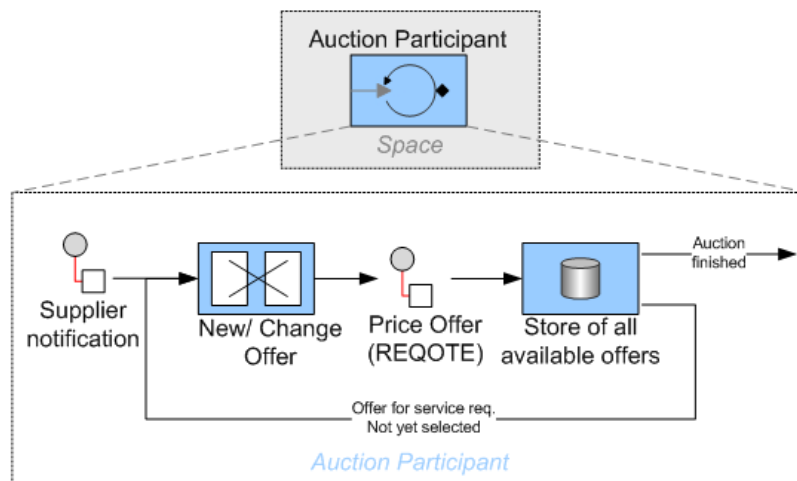 Auction Participant
Space
Supplier
notification
New/ Change
Offer
Price Offer
(REQOTE)
Store of all
available offers
Auction
finished
Offer for service req.
Not yet selected
Auction Participant